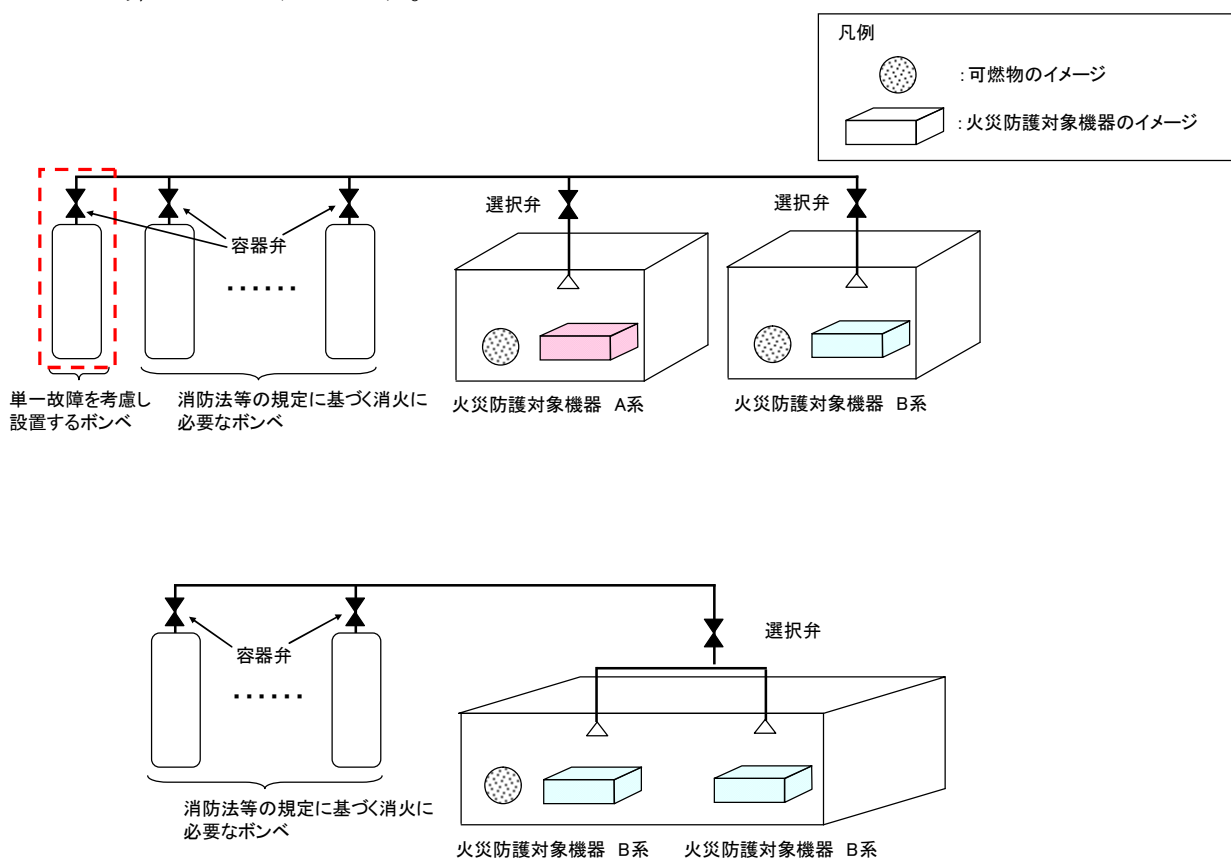 凡例
：可燃物のイメージ
：火災防護対象機器のイメージ
選択弁
選択弁
容器弁
‥‥‥
単一故障を考慮し
設置するボンベ
消防法等の規定に基づく消火に
必要なボンベ
火災防護対象機器　A系
火災防護対象機器　B系
選択弁
容器弁
‥‥‥
消防法等の規定に基づく消火に
必要なボンベ
火災防護対象機器　B系
火災防護対象機器　B系